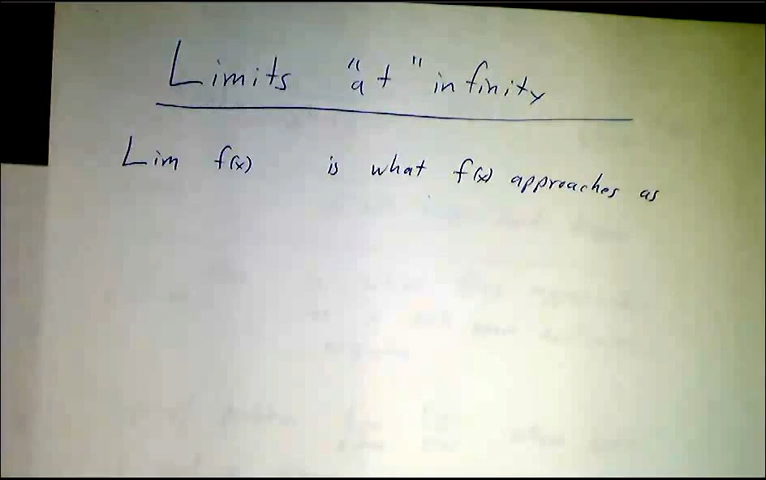 Limits "at" infinity
Lim f(x) is what f(x) approaches as